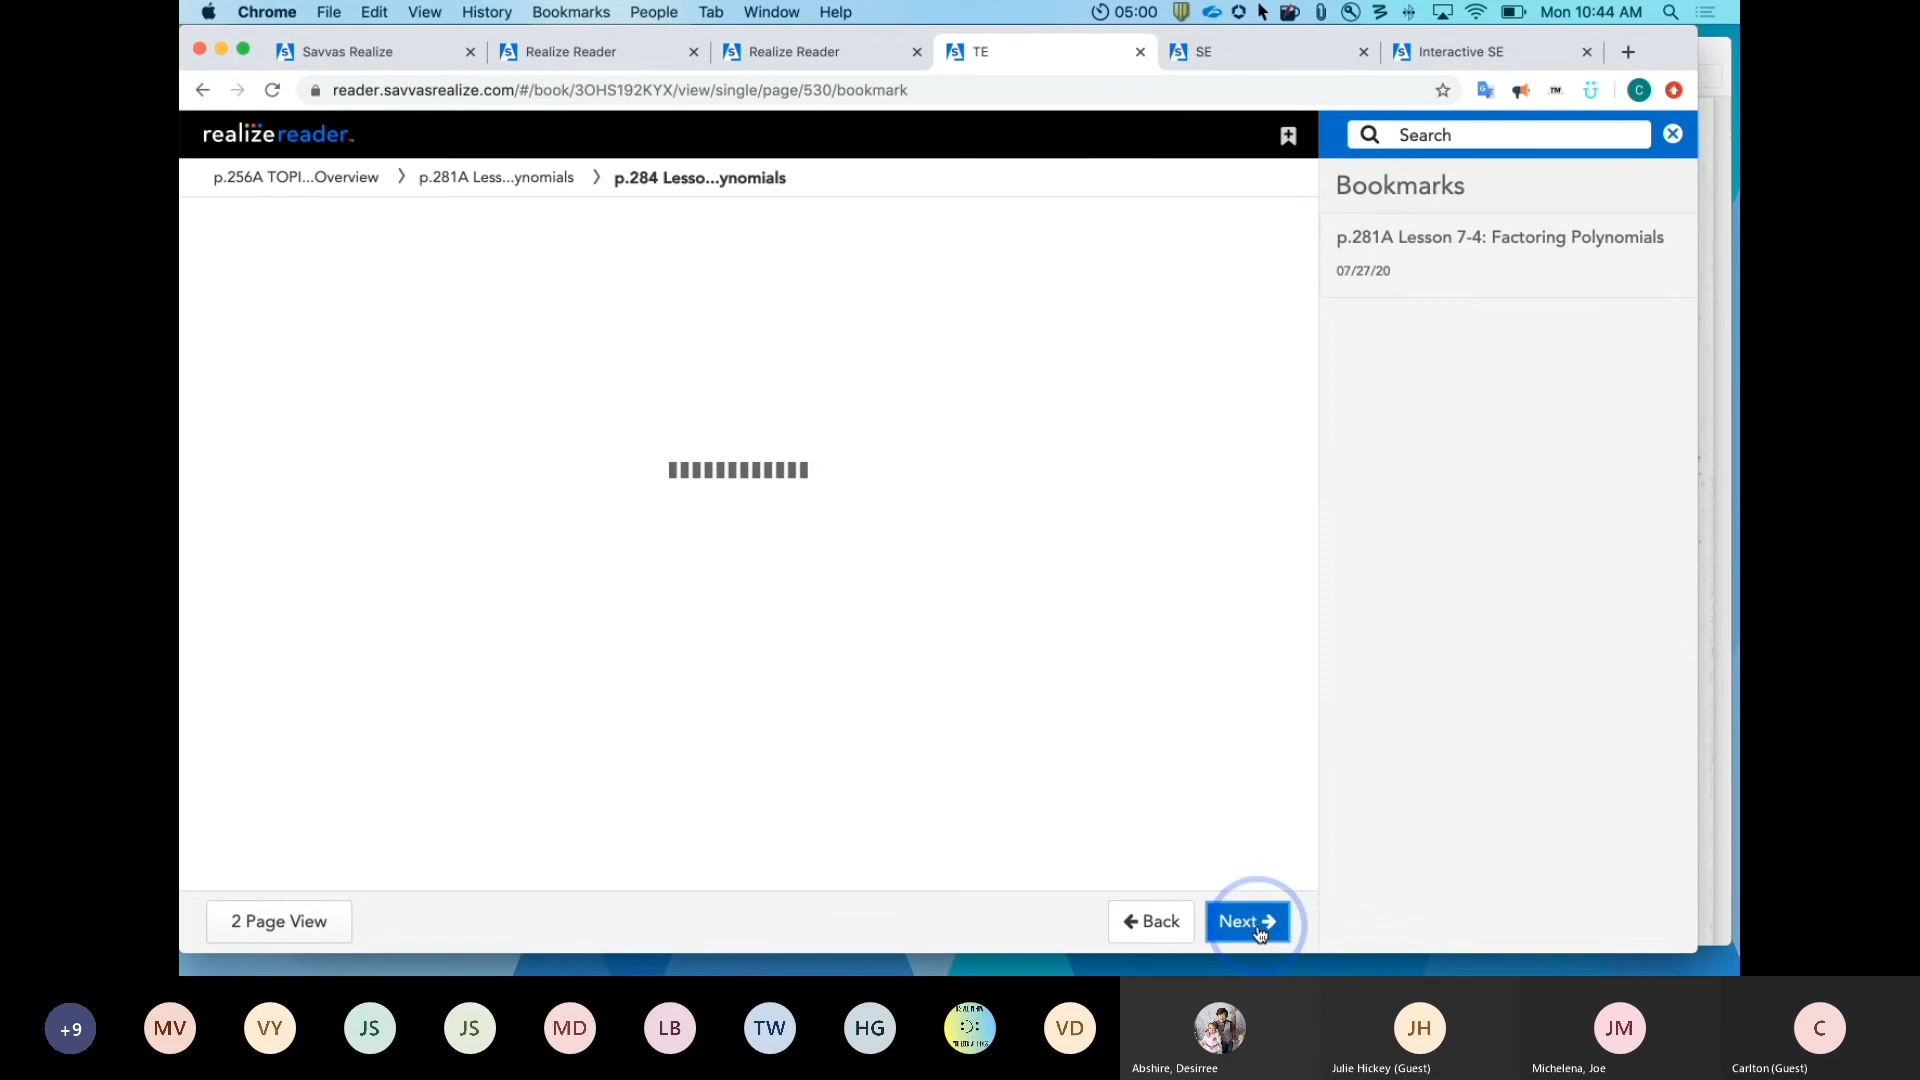 Chrome File Edit View History Bookmarks People Tab Window Help 05:00 Mon 10:44 AM
Savvas Realize Realize Reader Realize Reader TE SE Interactive SE
reader.savvasrealize.com/#/book/3OHS192KYX/view/single/page/530/bookmark
realizereader
Search
p.256A TOPI...Overview p.281A Less...ynomials p.284 Lesso...ynomials
Bookmarks
p.281A Lesson 7-4: Factoring Polynomials
07/27/20
2 Page View
Back
Next
+9 MV VY JS JS MD LB TW HG VD JH JM C
Abshire, Desirree Julie Hickey (Guest) Michelena, Joe Carlton (Guest)